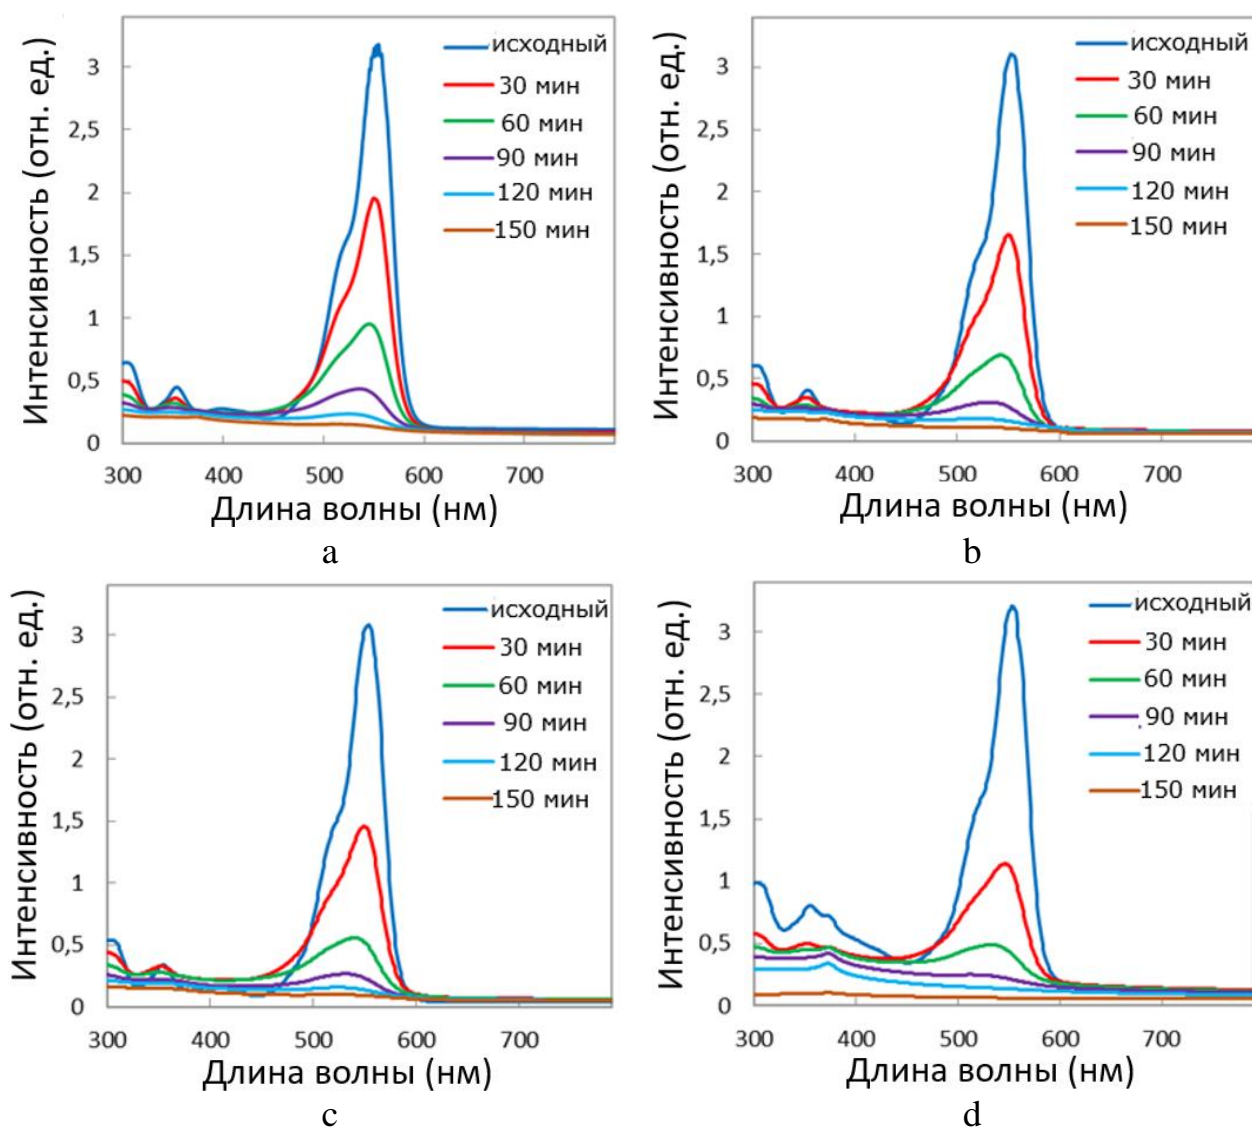 Интенсивность (отн. ед.)
3
2,5
2
1,5
1
0,5
0
300 400 500 600 700
Длина волны (нм)
исходный
30 мин
60 мин
90 мин
120 мин
150 мин
a
Интенсивность (отн. ед.)
3
2,5
2
1,5
1
0,5
0
300 400 500 600 700
Длина волны (нм)
исходный
30 мин
60 мин
90 мин
120 мин
150 мин
b
Интенсивность (отн. ед.)
3
2,5
2
1,5
1
0,5
0
300 400 500 600 700
Длина волны (нм)
исходный
30 мин
60 мин
90 мин
120 мин
150 мин
c
Интенсивность (отн. ед.)
3
2,5
2
1,5
1
0,5
0
300 400 500 600 700
Длина волны (нм)
исходный
30 мин
60 мин
90 мин
120 мин
150 мин
d